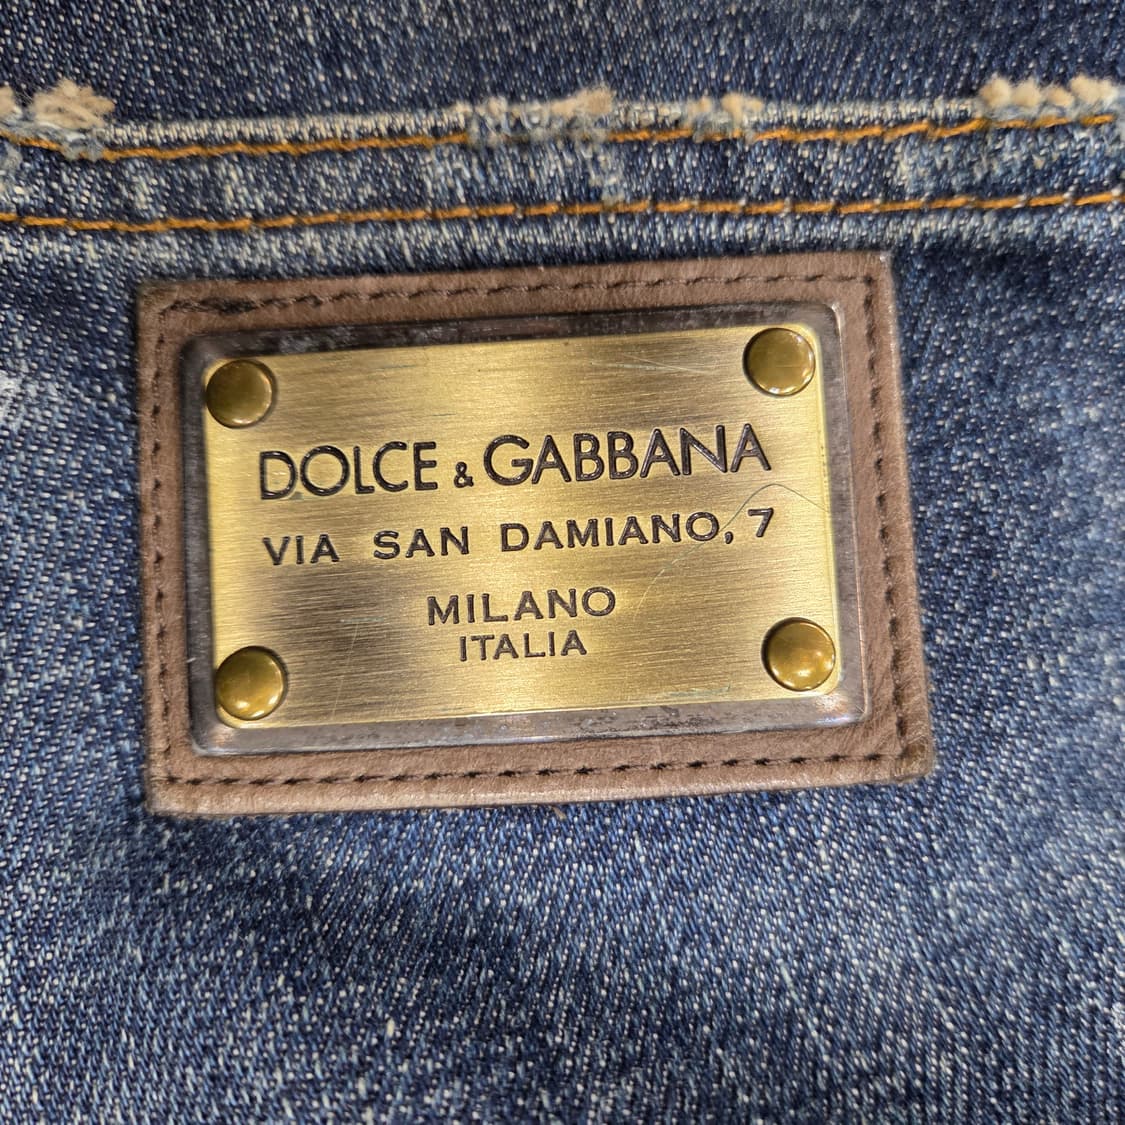 DOLCE & GABBANA
VIA SAN DAMIANO, 7
MILANO
ITALIA